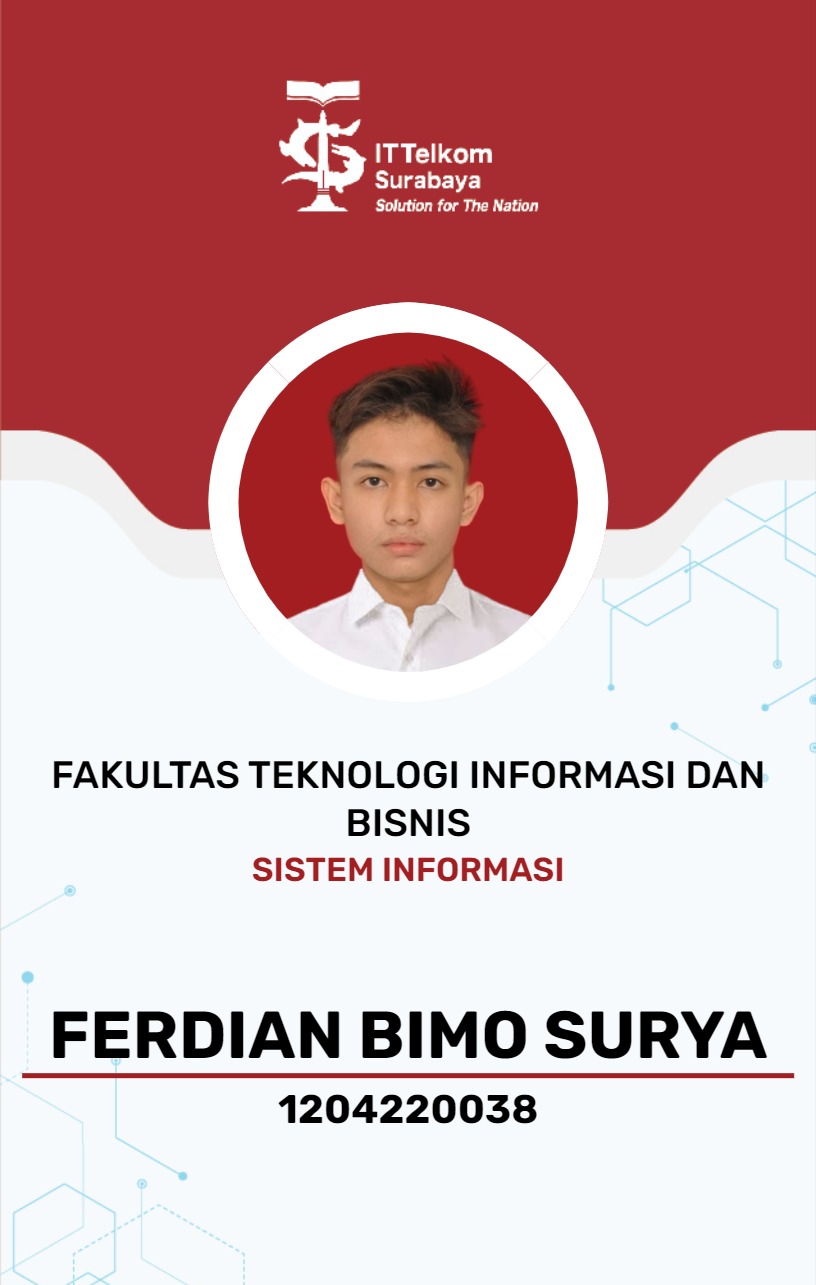 ITTelkom
Surabaya
Solution for The Nation
FAKULTAS TEKNOLOGI INFORMASI DAN
BISNIS
SISTEM INFORMASI
FERDIAN BIMO SURYA
1204220038